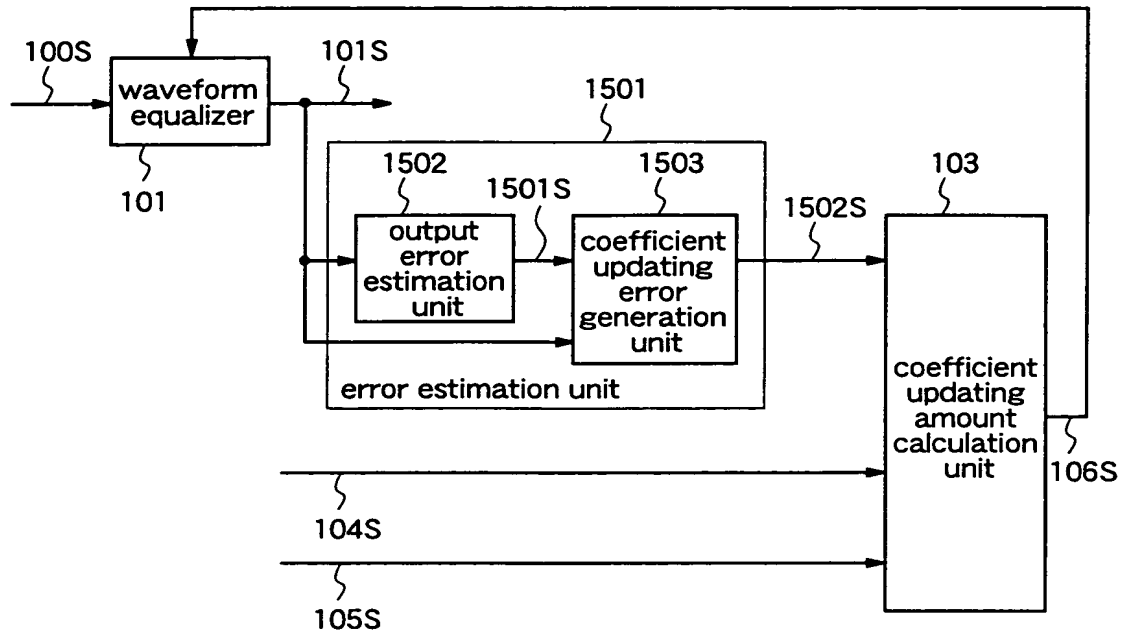 100S
waveform
equalizer
101
101S
1501
1502
output
error
estimation
unit
1501S
1503
coefficient
updating
error
generation
unit
error estimation unit
1502S
103
coefficient
updating
amount
calculation
unit
106S
104S
105S